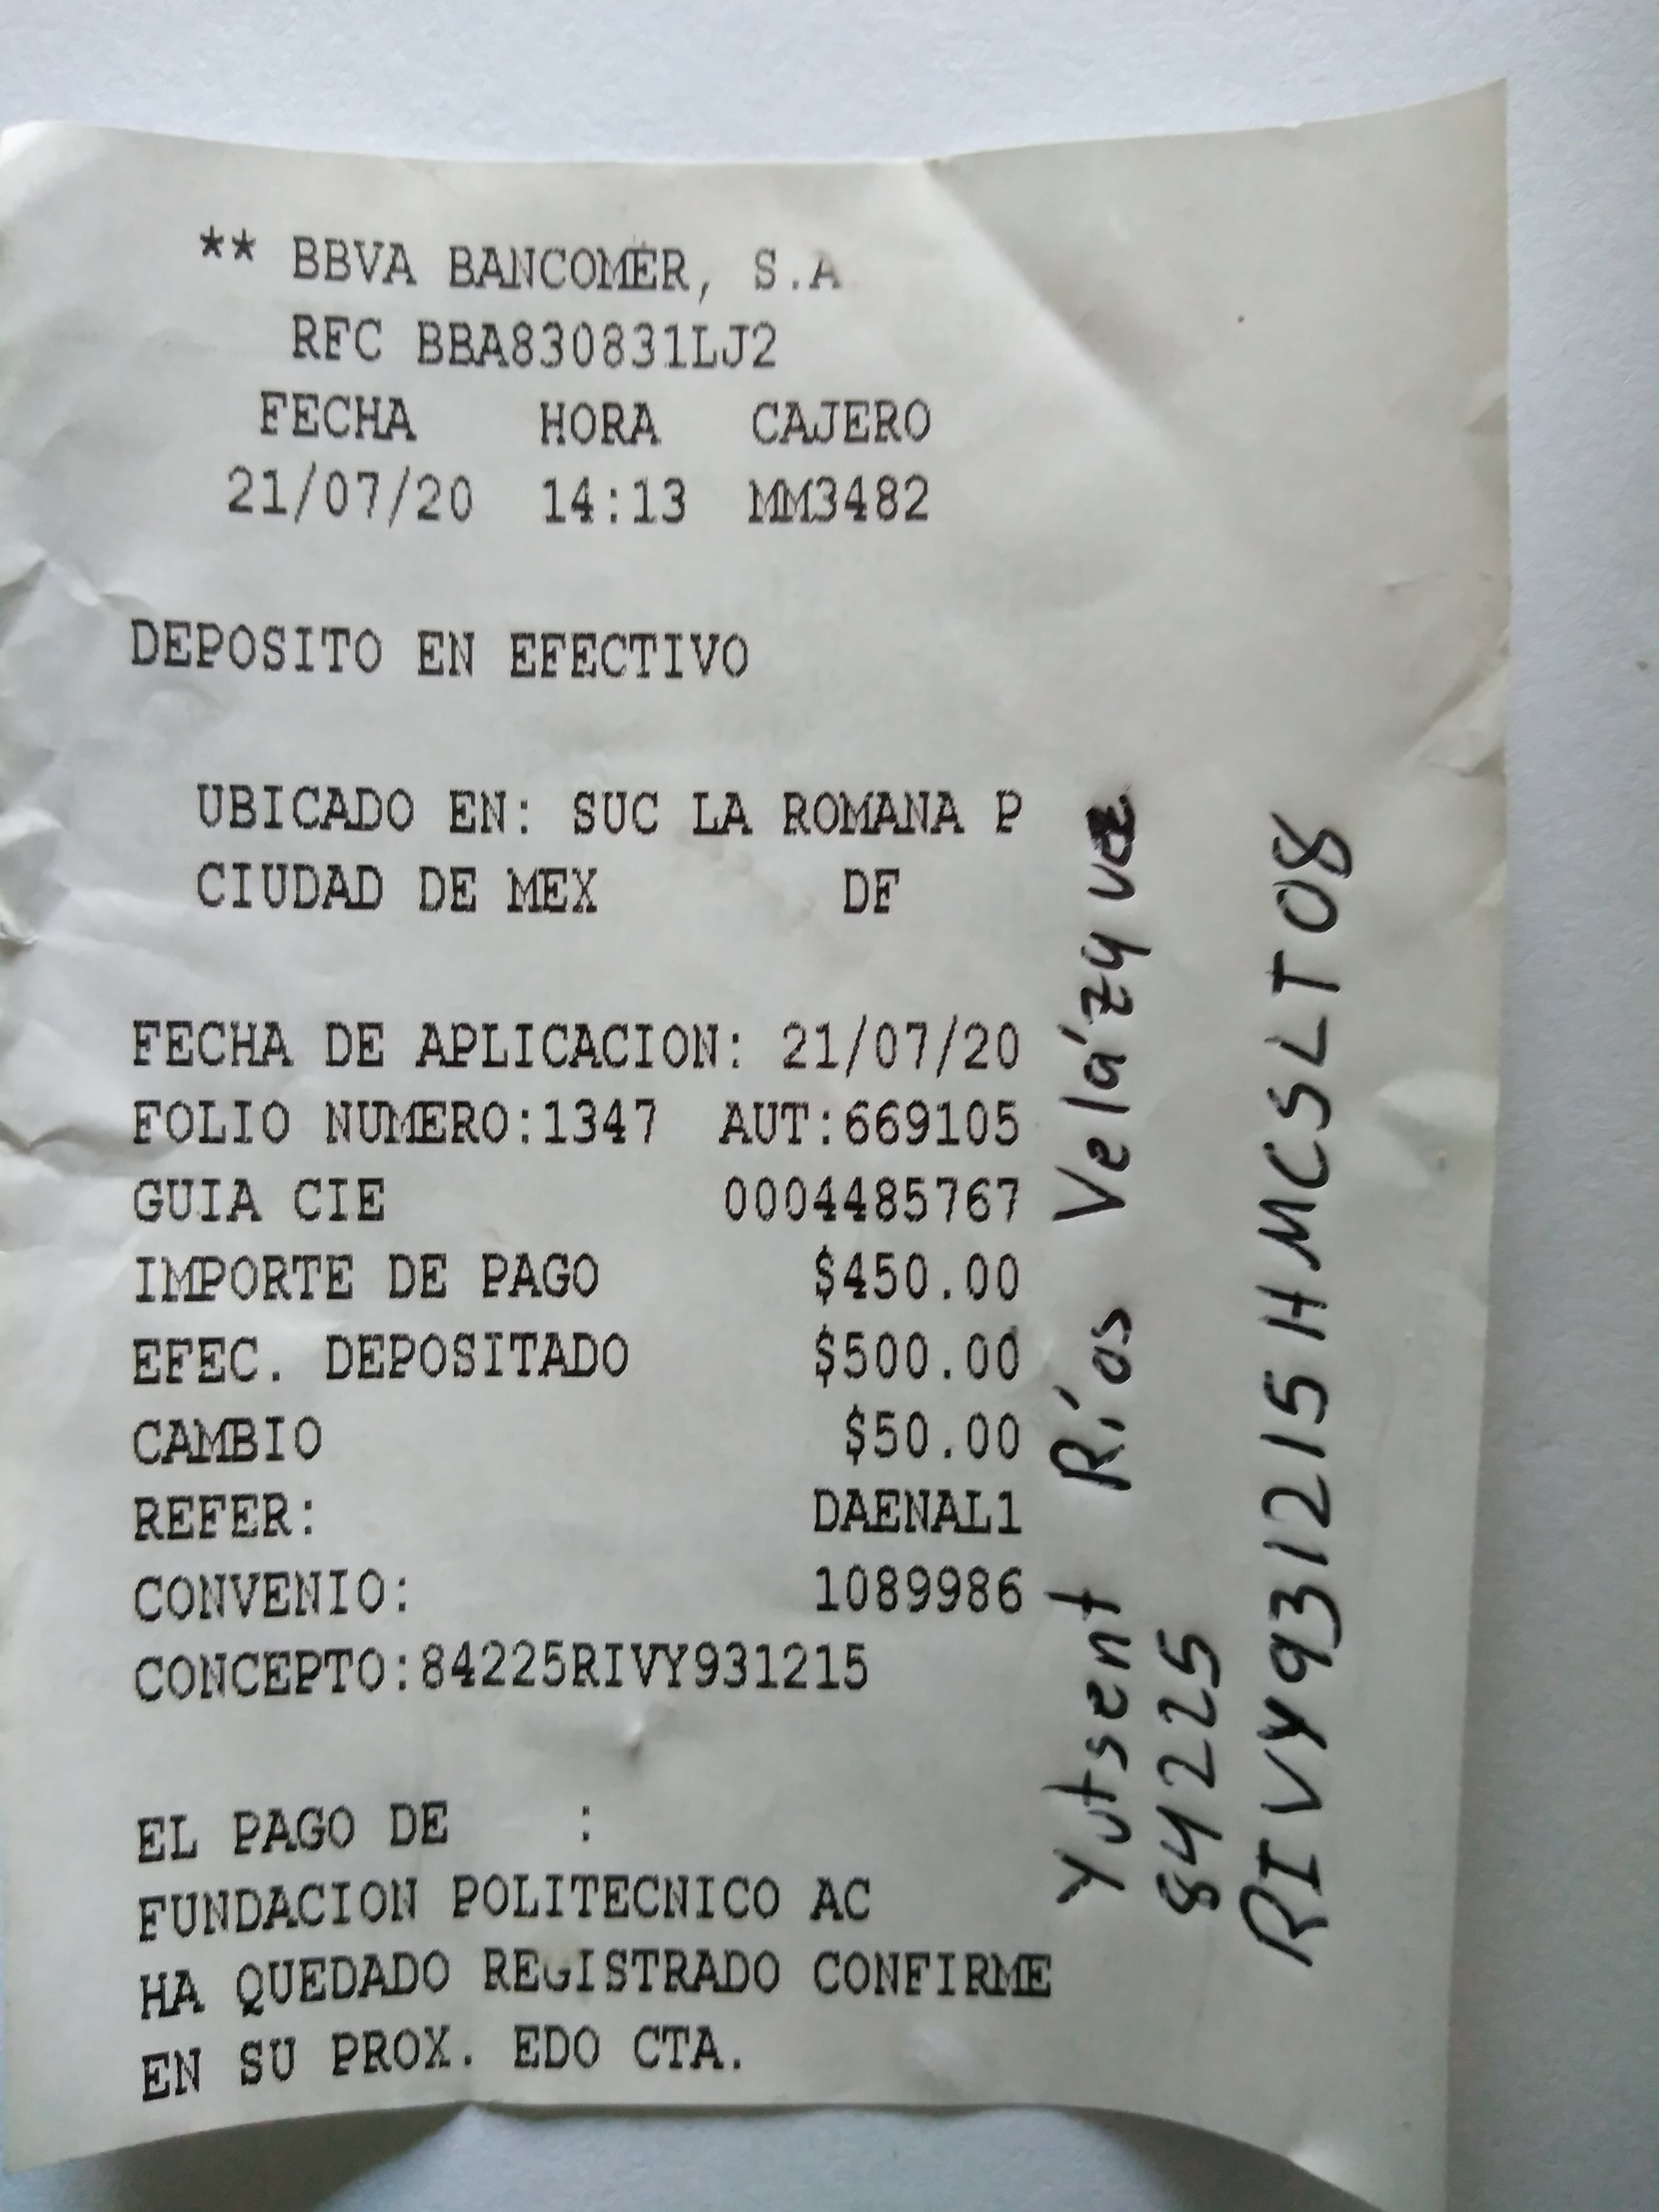 ** BBVA BANCOMER, S.A
RFC BBA830831LJ2
FECHA HORA CAJERO
21/07/20 14:13 MM3482
DEPOSITO EN EFECTIVO
UBICADO EN: SUC LA ROMANA P
CIUDAD DE MEX DF
FECHA DE APLICACION: 21/07/20
FOLIO NUMERO:1347 AUT:669105
GUIA CIE 0004485767
IMPORTE DE PAGO $450.00
EFEC. DEPOSITADO $500.00
CAMBIO $50.00
REFER: DAENAL1
CONVENIO: 1089986
CONCEPTO:84225RIVY931215
EL PAGO DE :
FUNDACION POLITECNICO AC
HA QUEDADO REGISTRADO CONFIRME
EN SU PROX. EDO CTA.
Yutsent Ríos Velázquez
84225
RIVY931215HMCSLT08